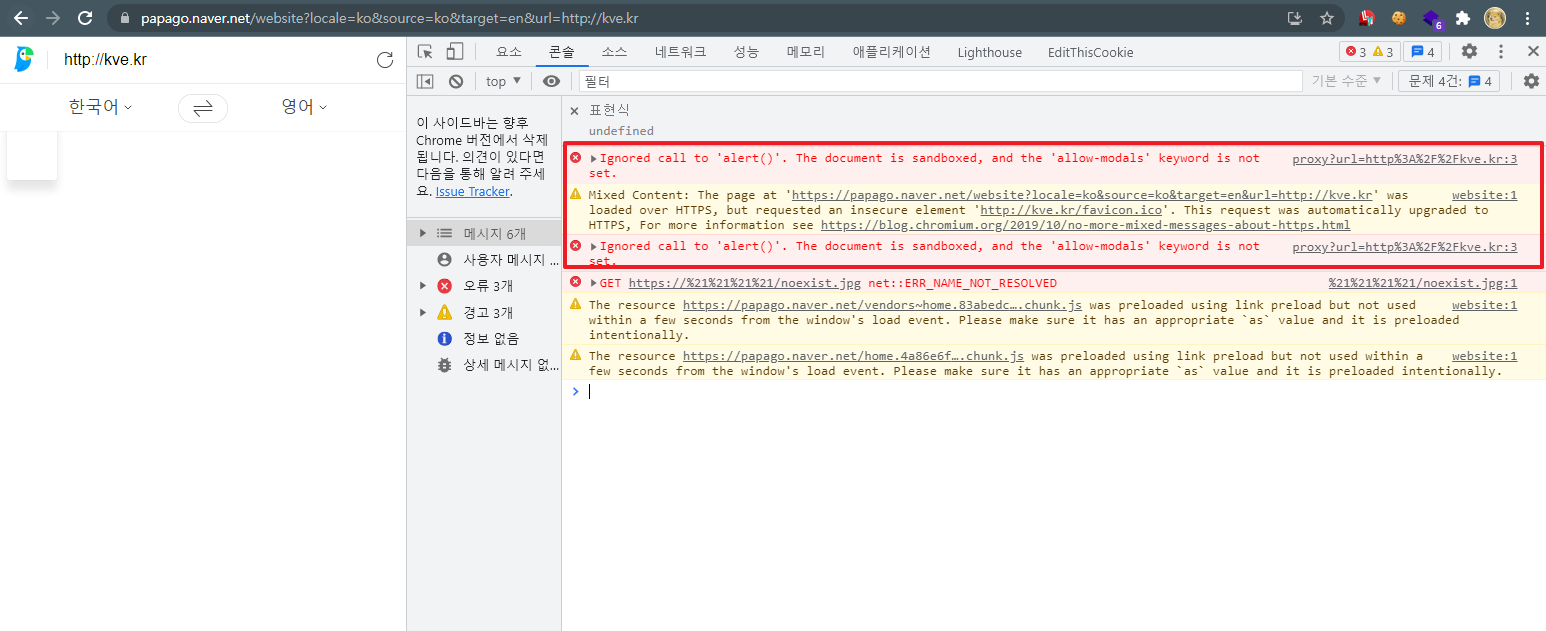 papago.naver.net/website?locale=ko&source=ko&target=en&url=http://kve.kr
6
http://kve.kr
한국어
영어
요소 콘솔 소스 네트워크 성능 메모리 애플리케이션 Lighthouse EditThisCookie 3 3 4
top 필터 기본 수준 문제 4건: 4
이 사이드바는 향후
Chrome 버전에서 삭제
됩니다. 의견이 있다면
다음을 통해 알려 주세
요. Issue Tracker.
메시지 6개
사용자 메시지 ...
오류 3개
경고 3개
정보 없음
상세 메시지 없...
표현식
undefined
Ignored call to 'alert()'. The document is sandboxed, and the 'allow-modals' keyword is not proxy?url=http%3A%2F%2Fkve.kr:3
set.
Mixed Content: The page at 'https://papago.naver.net/website?locale=ko&source=ko&target=en&url=http://kve.kr' was website:1
loaded over HTTPS, but requested an insecure element 'http://kve.kr/favicon.ico'. This request was automatically upgraded to
HTTPS, For more information see https://blog.chromium.org/2019/10/no-more-mixed-messages-about-https.html
Ignored call to 'alert()'. The document is sandboxed, and the 'allow-modals' keyword is not proxy?url=http%3A%2F%2Fkve.kr:3
set.
GET https://%21%21%21%21/noexist.jpg net::ERR_NAME_NOT_RESOLVED %21%21%21%21/noexist.jpg:1
The resource https://papago.naver.net/vendors~home.83abedc….chunk.js was preloaded using link preload but not used website:1
within a few seconds from the window's load event. Please make sure it has an appropriate `as` value and it is preloaded
intentionally.
The resource https://papago.naver.net/home.4a86e6f….chunk.js was preloaded using link preload but not used within a website:1
few seconds from the window's load event. Please make sure it has an appropriate `as` value and it is preloaded intentionally.